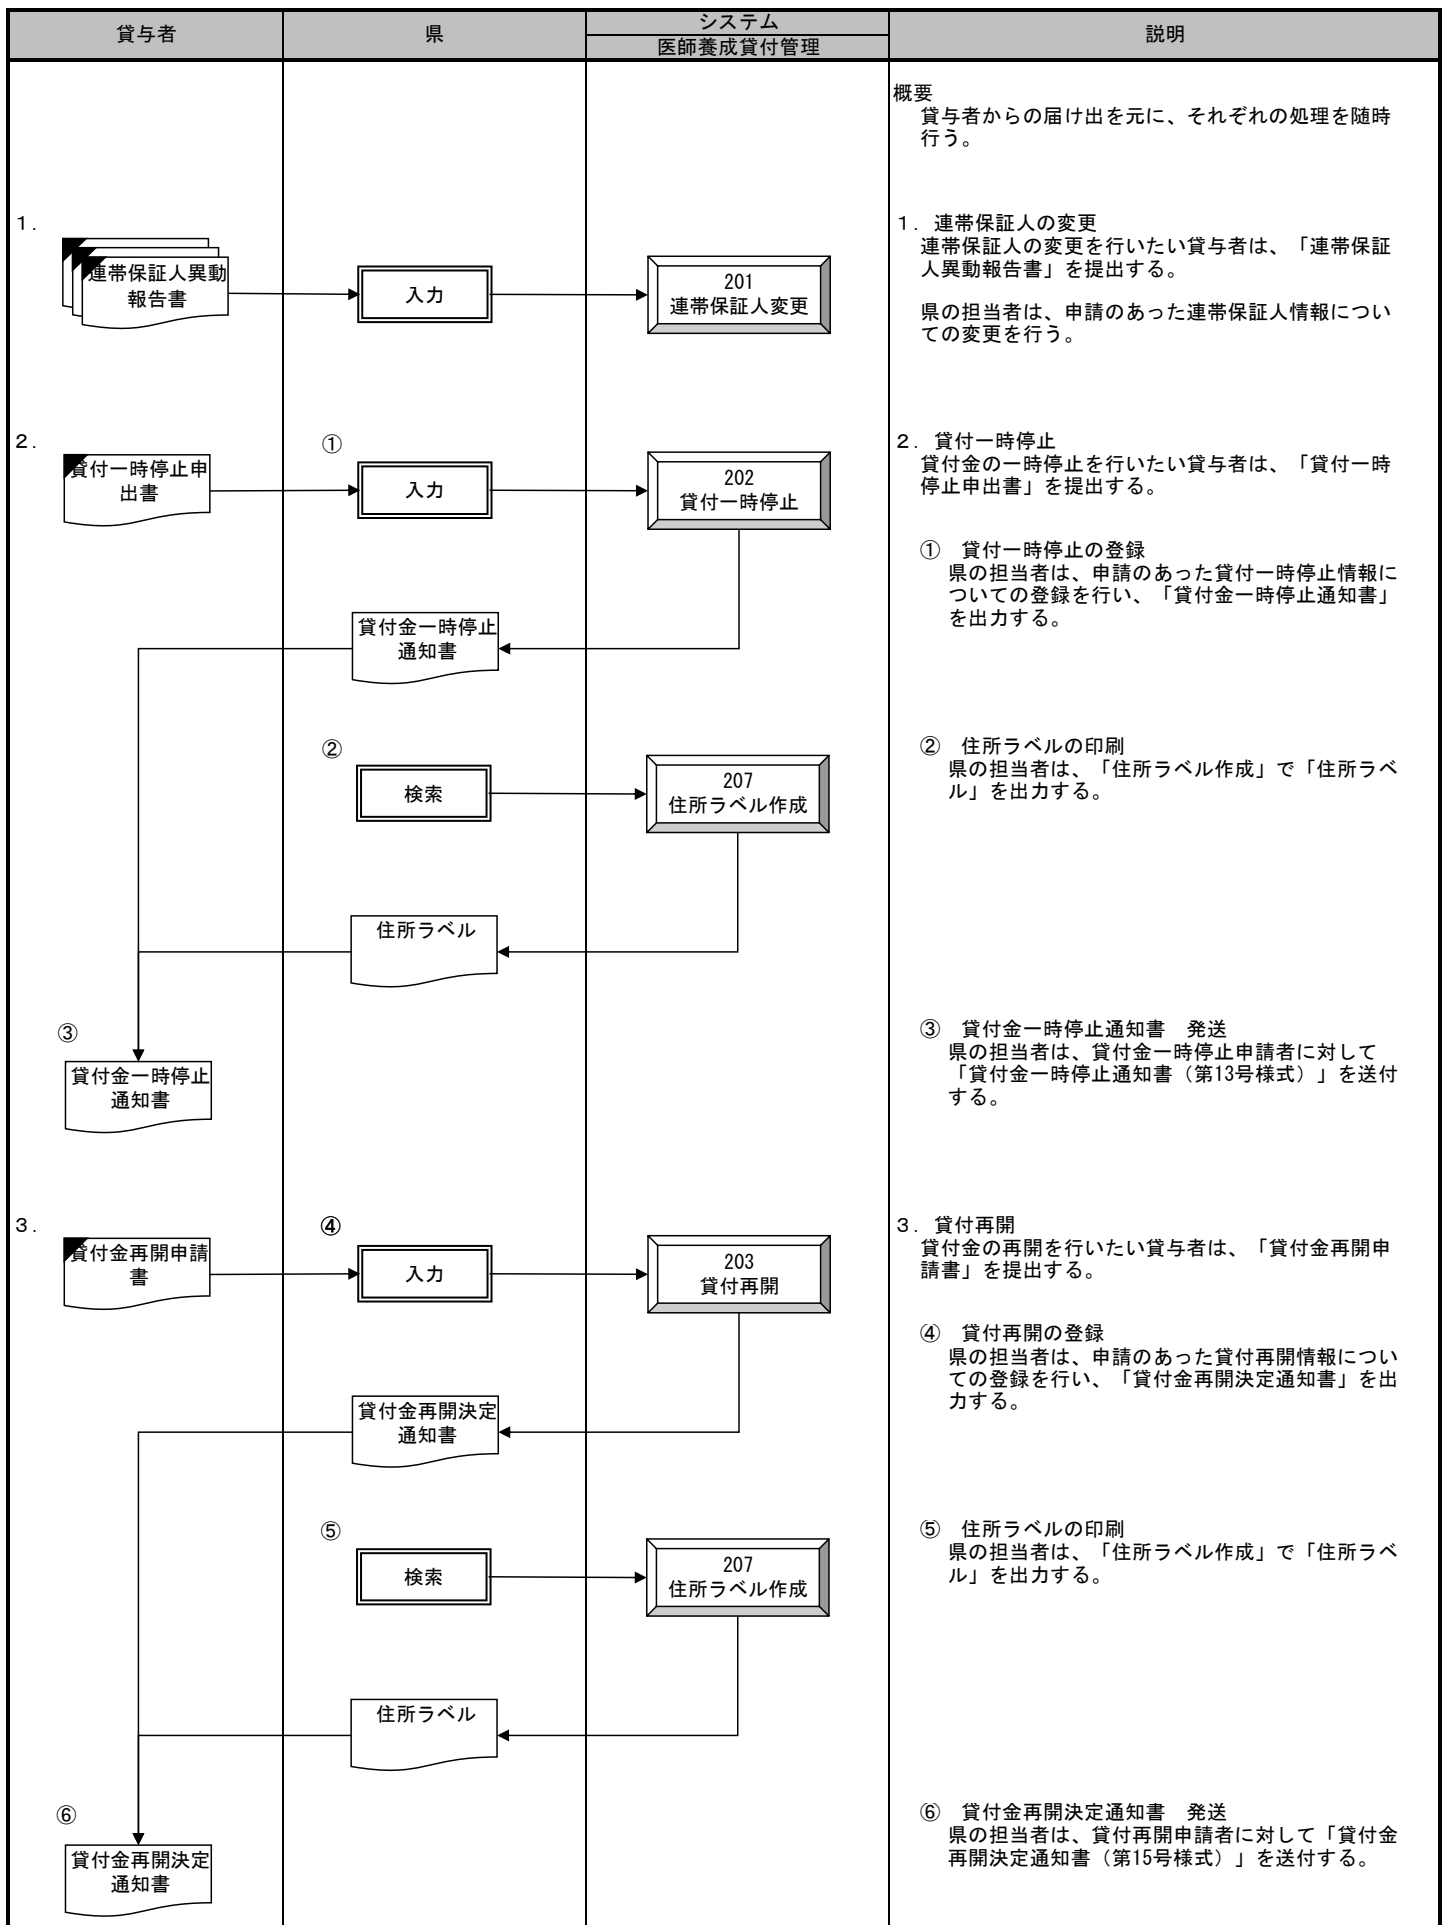 貸与者
県
システム
医師養成貸付管理
説明
概要
貸与者からの届け出を元に、それぞれの処理を随時
行う。
１．
連帯保証人異動
報告書
入力
201
連帯保証人変更
１．連帯保証人の変更
連帯保証人の変更を行いたい貸与者は、「連帯保証
人異動報告書」を提出する。
県の担当者は、申請のあった連帯保証人情報につい
ての変更を行う。
２．
貸付一時停止申
出書
①
入力
202
貸付一時停止
２．貸付一時停止
貸付金の一時停止を行いたい貸与者は、「貸付一時
停止申出書」を提出する。
①　貸付一時停止の登録
県の担当者は、申請のあった貸付一時停止情報に
ついての登録を行い、「貸付金一時停止通知書」
を出力する。
貸付金一時停止
通知書
②
検索
207
住所ラベル作成
②　住所ラベルの印刷
県の担当者は、「住所ラベル作成」で「住所ラベ
ル」を出力する。
住所ラベル
③
貸付金一時停止
通知書
③　貸付金一時停止通知書　発送
県の担当者は、貸付金一時停止申請者に対して
「貸付金一時停止通知書（第13号様式）」を送付
する。
３．
貸付金再開申請
書
④
入力
203
貸付再開
３．貸付再開
貸付金の再開を行いたい貸与者は、「貸付金再開申
請書」を提出する。
④　貸付再開の登録
県の担当者は、申請のあった貸付再開情報につい
ての登録を行い、「貸付金再開決定通知書」を出
力する。
貸付金再開決定
通知書
⑤
検索
207
住所ラベル作成
⑤　住所ラベルの印刷
県の担当者は、「住所ラベル作成」で「住所ラベ
ル」を出力する。
住所ラベル
⑥
貸付金再開決定
通知書
⑥　貸付金再開決定通知書　発送
県の担当者は、貸付再開申請者に対して「貸付金
再開決定通知書（第15号様式）」を送付する。